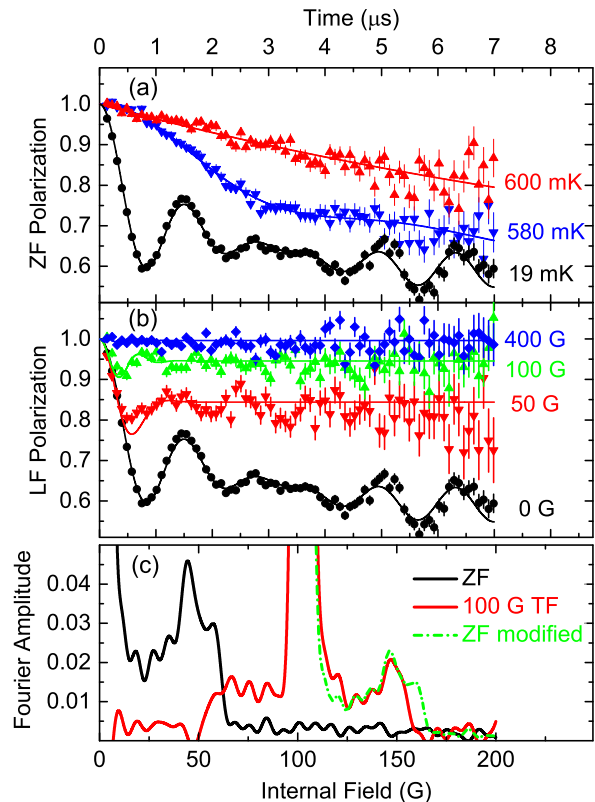 Time (μs)
0 1 2 3 4 5 6 7 8
(a)
ZF Polarization
1.0
0.9
0.8
0.7
0.6
600 mK
580 mK
19 mK
(b)
LF Polarization
1.0
0.9
0.8
0.7
0.6
400 G
100 G
50 G
0 G
(c)
Fourier Amplitude
0.04
0.03
0.02
0.01
ZF
100 G TF
ZF modified
0 50 100 150 200
Internal Field (G)